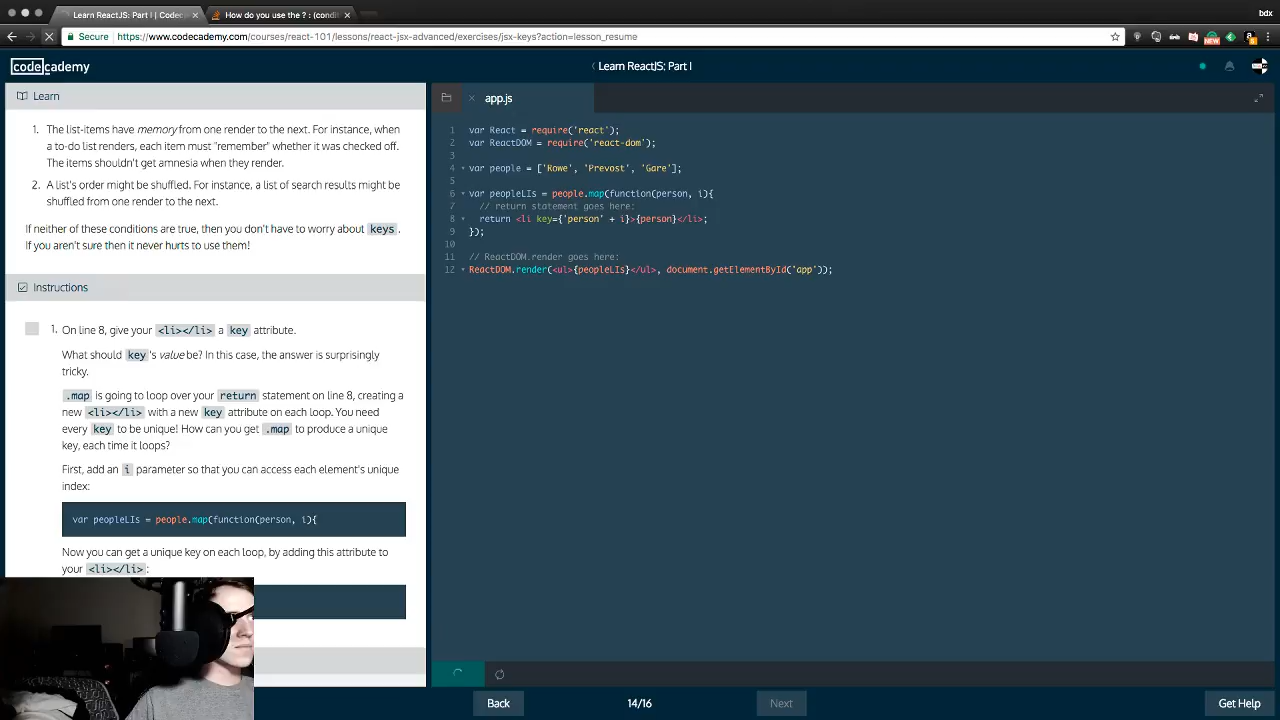 Learn ReactJS: Part I | Codec
How do you use the ? : (condi
bdx
Secure
https://www.codecademy.com/courses/react-101/lessons/react-jsx-advanced/exercises/jsx-keys?action=lesson_resume
codecademy
Learn ReactJS: Part I
Learn
1. The list-items have memory from one render to the next. For instance, when
a to-do list renders, each item must "remember" whether it was checked off.
The items shouldn't get amnesia when they render.
2. A list's order might be shuffled. For instance, a list of search results might be
shuffled from one render to the next.
If neither of these conditions are true, then you don't have to worry about keys.
If you aren't sure then it never hurts to use them!
Instructions
1. On line 8, give your <li></li> a key attribute.
What should key's value be? In this case, the answer is surprisingly
tricky.
.map is going to loop over your return statement on line 8, creating a
new <li></li> with a new key attribute on each loop. You need
every key to be unique! How can you get .map to produce a unique
key, each time it loops?
First, add an i parameter so that you can access each element's unique
index:
var peopleLIs = people.map(function(person, i){
Now you can get a unique key on each loop, by adding this attribute to
your <li></li>:
app.js
1 var React = require('react');
2 var ReactDOM = require('react-dom');
3
4 var people = ['Rowe', 'Prevost', 'Gare'];
5
6 var peopleLIs = people.map(function(person, i){
7 // return statement goes here:
8 return <li key={'person' + i}>{person}</li>;
9 });
10
11 // ReactDOM.render goes here:
12 ReactDOM.render(<ul>{peopleLIs}</ul>, document.getElementById('app'));
Back
14/16
Next
Get Help